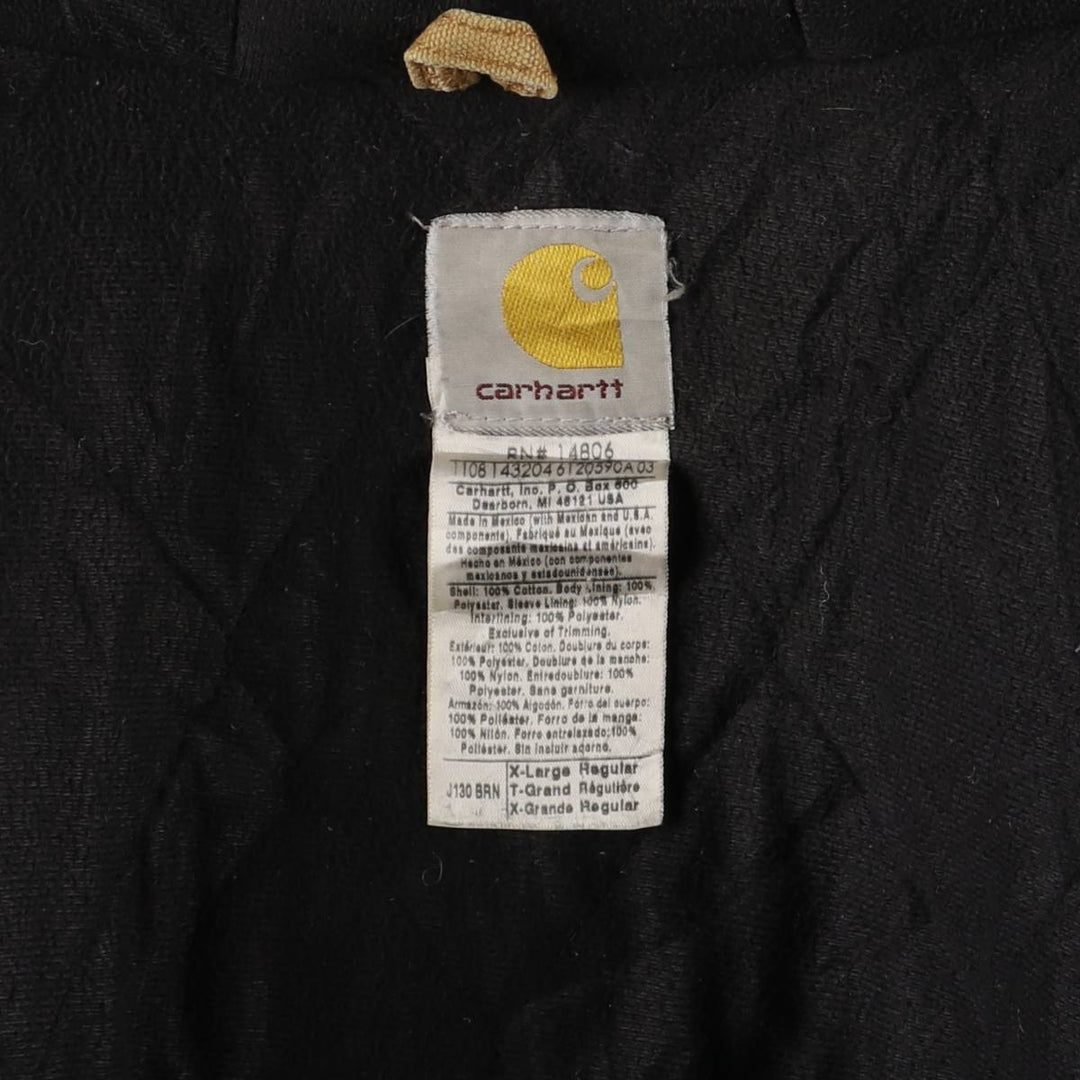 carhartt
RN# 14806
1108143204 6120590A 03
Carhartt, Inc. P. O. Box 600
Dearborn, MI 48121 USA
Made in Mexico (with Mexican and U.S.A.
components). Fabriqué au Mexique (avec
des composants mexicains et américains).
Hecho en México (con componentes
mexicanos y estadounidenses).
Shell: 100% Cotton. Body Lining: 100%
Polyester. Sleeve Lining: 100% Nylon.
Interlining: 100% Polyester.
Exclusive of Trimming.
Extérieur: 100% Coton. Doublure du corps:
100% Polyester. Doublure de la manche:
100% Nylon. Entredoublure: 100%
Polyester. Sans garniture.
Armazón: 100% Algodón. Forro del cuerpo:
100% Poliéster. Forro de la manga:
100% Nilón. Forro entrelazado: 100%
Poliéster. Sin incluir adorno.
J130 BRN
X-Large Regular
T-Grand Régulière
X-Grande Regular